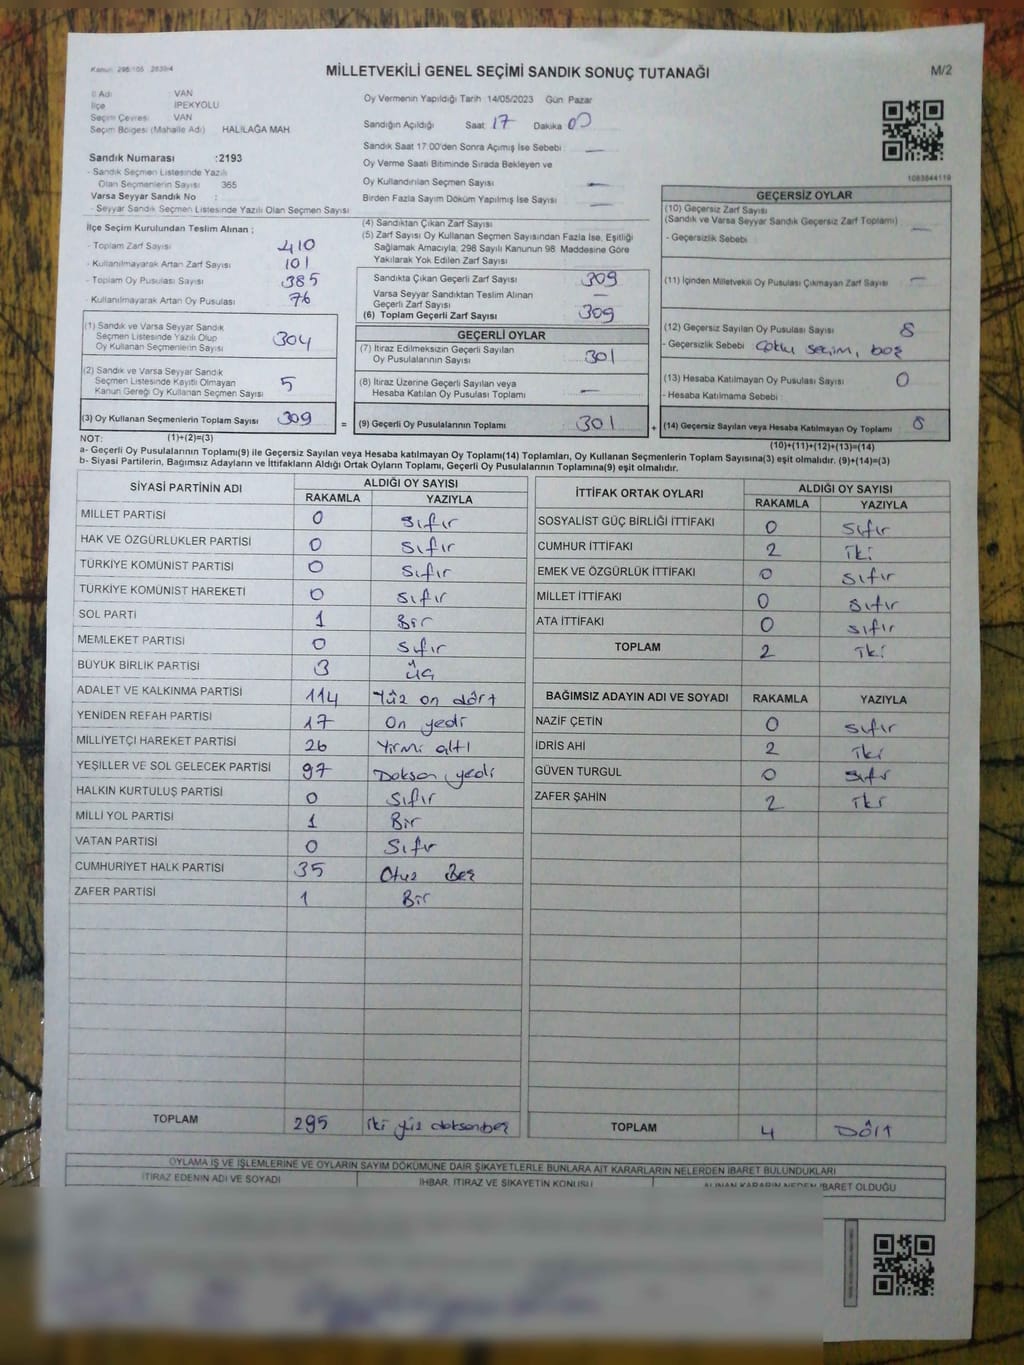 Kanun: 298/105 2839/4
MİLLETVEKİLİ GENEL SEÇİMİ SANDIK SONUÇ TUTANAĞI
M/2
İl Adı : VAN
İlçe : İPEKYOLU
Seçim Çevresi : VAN
Seçim Bölgesi (Mahalle Adı) : HALİLAĞA MAH.
Sandık Numarası :2193
- Sandık Seçmen Listesinde Yazılı
Olan Seçmenlerin Sayısı : 365
Varsa Seyyar Sandık No :
- Seyyar Sandık Seçmen Listesinde Yazılı Olan Seçmen Sayısı
İlçe Seçim Kurulundan Teslim Alınan ;
- Toplam Zarf Sayısı 410
- Kullanılmayarak Artan Zarf Sayısı 101
- Toplam Oy Pusulası Sayısı 385
- Kullanılmayarak Artan Oy Pusulası 76
Oy Vermenin Yapıldığı Tarih 14/05/2023 Gün Pazar
Sandığın Açıldığı Saat 17 Dakika 00
Sandık Saat 17:00'den Sonra Açılmış İse Sebebi —
Oy Verme Saati Bitiminde Sırada Bekleyen ve
Oy Kullandırılan Seçmen Sayısı —
Birden Fazla Sayım Döküm Yapılmış İse Sayısı —
(4) Sandıktan Çıkan Zarf Sayısı
(5) Zarf Sayısı Oy Kullanan Seçmen Sayısından Fazla İse, Eşitliği
Sağlamak Amacıyla, 298 Sayılı Kanunun 98. Maddesine Göre
Yakılarak Yok Edilen Zarf Sayısı
Sandıkta Çıkan Geçerli Zarf Sayısı 309
Varsa Seyyar Sandıktan Teslim Alınan
Geçerli Zarf Sayısı —
(6) Toplam Geçerli Zarf Sayısı 309
1083844119
GEÇERSİZ OYLAR
(10) Geçersiz Zarf Sayısı
(Sandık ve Varsa Seyyar Sandık Geçersiz Zarf Toplamı) —
- Geçersizlik Sebebi :
(11) İçinden Milletvekili Oy Pusulası Çıkmayan Zarf Sayısı —
(12) Geçersiz Sayılan Oy Pusulası Sayısı 8
- Geçersizlik Sebebi Çoklu seçim, boş
(13) Hesaba Katılmayan Oy Pusulası Sayısı 0
- Hesaba Katılmama Sebebi :
(14) Geçersiz Sayılan veya Hesaba Katılmayan Oy Toplamı 8
(10)+(11)+(12)+(13)=(14)
(1) Sandık ve Varsa Seyyar Sandık
Seçmen Listesinde Yazılı Olup
Oy Kullanan Seçmenlerin Sayısı 304
(2) Sandık ve Varsa Seyyar Sandık
Seçmen Listesinde Kayıtlı Olmayan
Kanun Gereği Oy Kullanan Seçmen Sayısı 5
(3) Oy Kullanan Seçmenlerin Toplam Sayısı 309
=
GEÇERLİ OYLAR
(7) İtiraz Edilmeksizin Geçerli Sayılan
Oy Pusulalarının Sayısı 301
(8) İtiraz Üzerine Geçerli Sayılan veya
Hesaba Katılan Oy Pusulası Toplamı —
(9) Geçerli Oy Pusulalarının Toplamı 301
+
NOT: (1)+(2)=(3)
a- Geçerli Oy Pusulalarının Toplamı(9) ile Geçersiz Sayılan veya Hesaba katılmayan Oy Toplamı(14) Toplamları, Oy Kullanan Seçmenlerin Toplam Sayısına(3) eşit olmalıdır. (9)+(14)=(3)
b- Siyasi Partilerin, Bağımsız Adayların ve İttifakların Aldığı Ortak Oyların Toplamı, Geçerli Oy Pusulalarının Toplamına(9) eşit olmalıdır.
SİYASİ PARTİNİN ADI
ALDIĞI OY SAYISI
RAKAMLA YAZIYLA
MİLLET PARTİSİ 0 Sıfır
HAK VE ÖZGÜRLÜKLER PARTİSİ 0 Sıfır
TÜRKİYE KOMÜNİST PARTİSİ 0 Sıfır
TÜRKİYE KOMÜNİST HAREKETİ 0 Sıfır
SOL PARTİ 1 Bir
MEMLEKET PARTİSİ 0 Sıfır
BÜYÜK BİRLİK PARTİSİ 3 Üç
ADALET VE KALKINMA PARTİSİ 114 Yüz on dört
YENİDEN REFAH PARTİSİ 17 On yedi
MİLLİYETÇİ HAREKET PARTİSİ 26 Yirmi altı
YEŞİLLER VE SOL GELECEK PARTİSİ 97 Doksan yedi
HALKIN KURTULUŞ PARTİSİ 0 Sıfır
MİLLİ YOL PARTİSİ 1 Bir
VATAN PARTİSİ 0 Sıfır
CUMHURİYET HALK PARTİSİ 35 Otuz Beş
ZAFER PARTİSİ 1 Bir
TOPLAM 295 İki yüz doksanbeş
İTTİFAK ORTAK OYLARI
ALDIĞI OY SAYISI
RAKAMLA YAZIYLA
SOSYALİST GÜÇ BİRLİĞİ İTTİFAKI 0 Sıfır
CUMHUR İTTİFAKI 2 İki
EMEK VE ÖZGÜRLÜK İTTİFAKI 0 Sıfır
MİLLET İTTİFAKI 0 Sıfır
ATA İTTİFAKI 0 Sıfır
TOPLAM 2 İki
BAĞIMSIZ ADAYIN ADI VE SOYADI RAKAMLA YAZIYLA
NAZİF ÇETİN 0 Sıfır
İDRİS AHİ 2 İki
GÜVEN TURGUL 0 Sıfır
ZAFER ŞAHİN 2 İki
TOPLAM 4 Dört
OYLAMA İŞ VE İŞLEMLERİNE VE OYLARIN SAYIM DÖKÜMÜNE DAİR ŞİKAYETLERLE BUNLARA AİT KARARLARIN NELERDEN İBARET BULUNDUKLARI
İTİRAZ EDENİN ADI VE SOYADI
İHBAR, İTİRAZ VE ŞİKAYETİN KONUSU
ALINAN KARARIN NEDEN İBARET OLDUĞU